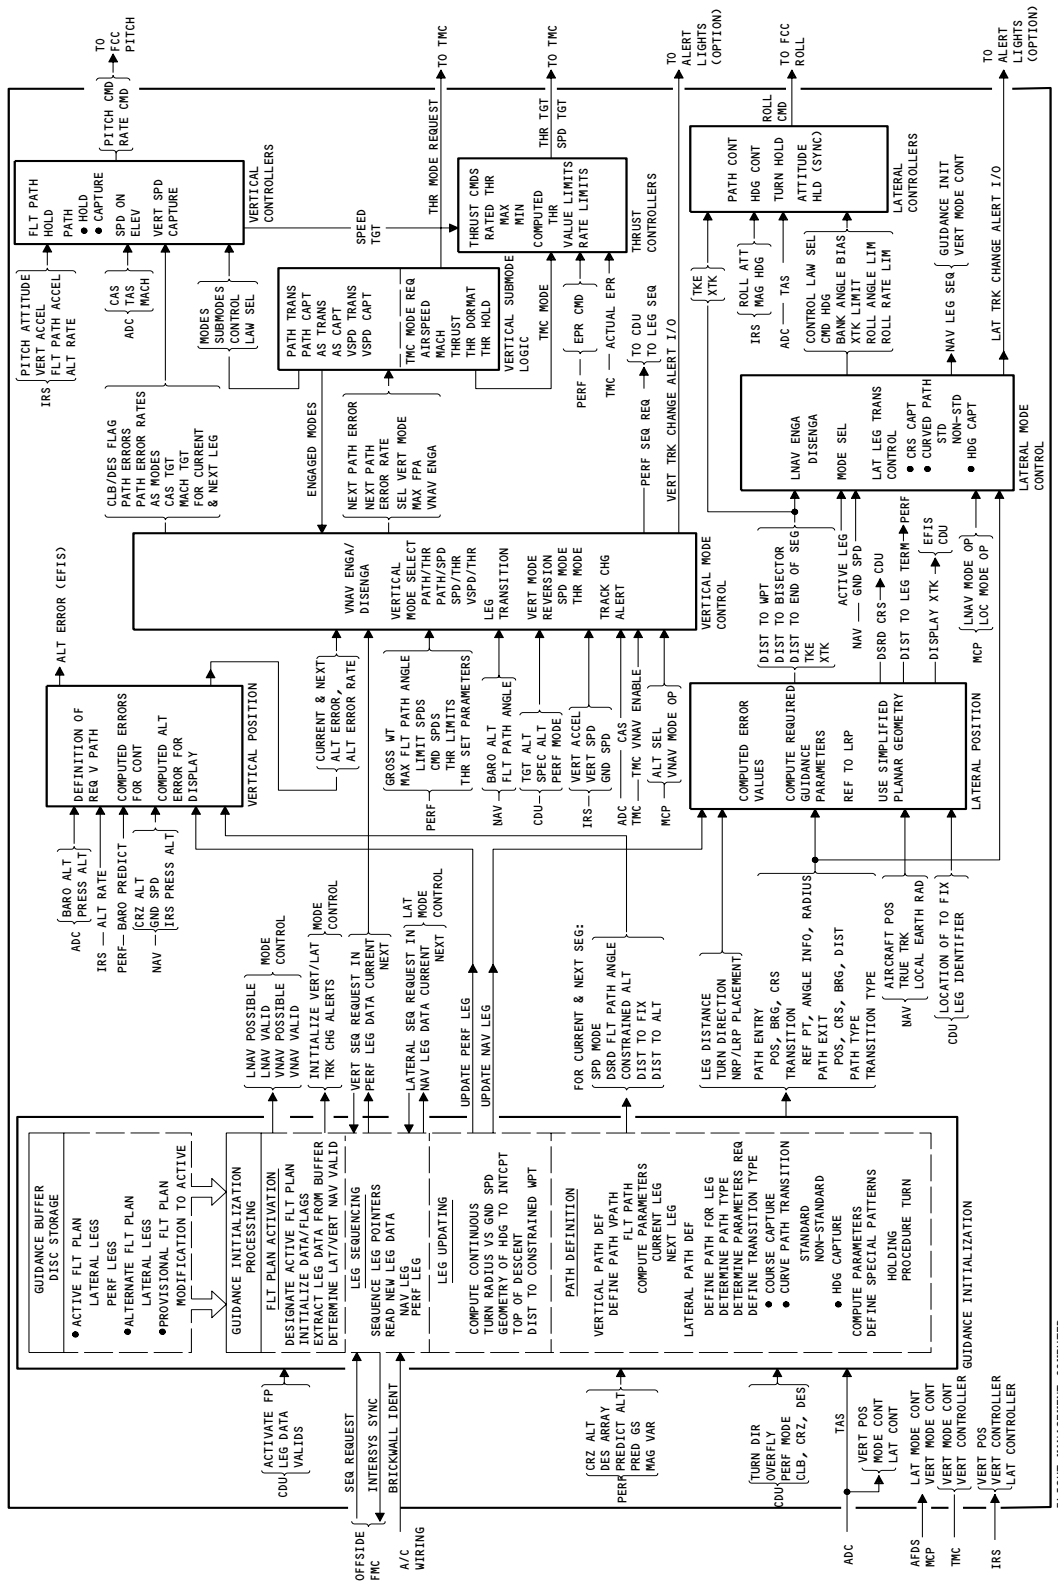 GUIDANCE BUFFER
DISC STORAGE
● ACTIVE FLT PLAN
LATERAL LEGS
PERF LEGS
● ALTERNATE FLT PLAN
LATERAL LEGS
● PROVISIONAL FLT PLAN
MODIFICATION TO ACTIVE
GUIDANCE INITIALIZATION
PROCESSING
FLT PLAN ACTIVATION
DESIGNATE ACTIVE FLT PLAN
INITIALIZE DATA/FLAGS
EXTRACT LEG DATA FROM BUFFER
DETERMINE LAT/VERT NAV VALID
LEG SEQUENCING
SEQUENCE LEG POINTERS
READ NEW LEG DATA
NAV LEG
PERF LEG
LEG UPDATING
COMPUTE CONTINUOUS
TURN RADIUS VS GND SPD
GEOMETRY OF HDG TO INTCPT
TOP OF DESCENT
DIST TO CONSTRAINED WPT
PATH DEFINITION
VERTICAL PATH DEF
DEFINE PATH VPATH
FLT PATH
COMPUTE PARAMETERS
CURRENT LEG
NEXT LEG
LATERAL PATH DEF
DEFINE PATH FOR LEG
DETERMINE PATH TYPE
DETERMINE PARAMETERS REQ
DEFINE TRANSITION TYPE
● COURSE CAPTURE
● CURVE PATH TRANSITION
STANDARD
NON-STANDARD
● HDG CAPTURE
COMPUTE PARAMETERS
DEFINE SPECIAL PATTERNS
HOLDING
PROCEDURE TURN
GUIDANCE INITIALIZATION
CDU
ACTIVATE FP
LEG DATA
VALIDS
OFFSIDE
FMC
SEQ REQUEST
INTERSYS SYNC
A/C
WIRING
BRICKWALL IDENT
PERF
CRZ ALT
DES ARRAY
PREDICT ALT
PRED GS
MAG VAR
CDU
TURN DIR
OVERFLY
PERF MODE
CLB, CRZ, DES
ADC
TAS
VERT POS
MODE CONT
LAT CONT
AFDS
MCP
LAT MODE CONT
VERT MODE CONT
TMC
VERT MODE CONT
VERT CONTROLLER
IRS
VERT POS
VERT CONTROLLER
LAT CONTROLLER
LNAV POSSIBLE
LNAV VALID
VNAV POSSIBLE
VNAV VALID
MODE
CONTROL
INITIALIZE VERT/LAT
TRK CHG ALERTS
MODE
CONTROL
VERT SEQ REQUEST IN
PERF LEG DATA CURRENT
NEXT
LATERAL SEQ REQUEST IN
NAV LEG DATA CURRENT
NEXT
LAT
MODE
CONTROL
UPDATE PERF LEG
UPDATE NAV LEG
FOR CURRENT & NEXT SEG:
SPD MODE
DSRD FLT PATH ANGLE
CONSTRAINED ALT
DIST TO FIX
DIST TO ALT
LEG DISTANCE
TURN DIRECTION
NRP/LRP PLACEMENT
PATH ENTRY
POS, BRG, CRS
TRANSITION
REF PT, ANGLE INFO, RADIUS
PATH EXIT
POS, CRS, BRG, DIST
PATH TYPE
TRANSITION TYPE
NAV
AIRCRAFT POS
TRUE TRK
LOCAL EARTH RAD
CDU
LOCATION OF TO FIX
LEG IDENTIFIER
ADC
BARO ALT
PRESS ALT
IRS
ALT RATE
PERF
BARO PREDICT
NAV
CRZ ALT
GND SPD
IRS PRESS ALT
DEFINITION OF
REQ V PATH
COMPUTED ERRORS
FOR CONT
COMPUTED ALT
ERROR FOR
DISPLAY
VERTICAL POSITION
ALT ERROR (EFIS)
CURRENT & NEXT
ALT ERROR,
ALT ERROR RATE
PERF
GROSS WT
MAX FLT PATH ANGLE
LIMIT SPDS
CMD SPDS
THR LIMITS
THR SET PARAMETERS
NAV
BARO ALT
FLT PATH ANGLE
CDU
TGT ALT
SPEC ALT
PERF MODE
IRS
VERT ACCEL
VERT SPD
GND SPD
ADC
CAS
TMC
TMC VNAV ENABLE
MCP
ALT SEL
VNAV MODE OP
VNAV ENGA/
DISENGA
VERTICAL
MODE SELECT
PATH/THR
PATH/SPD
SPD/THR
VSPD/THR
LEG
TRANSITION
VERT MODE
REVERSION
SPD MODE
THR MODE
TRACK CHG
ALERT
VERTICAL MODE
CONTROL
COMPUTED ERROR
VALUES
COMPUTE REQUIRED
GUIDANCE
PARAMETERS
REF TO LRP
USE SIMPLIFIED
PLANAR GEOMETRY
LATERAL POSITION
DIST TO WPT
DIST TO BISECTOR
DIST TO END OF SEG
TKE
XTK
ACTIVE LEG
NAV
GND SPD
DSRD CRS
CDU
DIST TO LEG TERM
PERF
DISPLAY XTK
EFIS
CDU
MCP
LNAV MODE OP
LOC MODE OP
CLB/DES FLAG
PATH ERRORS
PATH ERROR RATES
AS MODES
CAS TGT
MACH TGT
FOR CURRENT
& NEXT LEG
ENGAGED MODES
NEXT PATH ERROR
NEXT PATH
ERROR RATE
SEL VERT MODE
MAX FPA
VNAV ENGA
PERF SEQ REQ
TO CDU
TO LEG SEQ
VERT TRK CHANGE ALERT I/O
TO
ALERT
LIGHTS
(OPTION)
IRS
PITCH ATTITUDE
VERT ACCEL
FLT PATH ACCEL
ALT RATE
ADC
CAS
TAS
MACH
MODES
SUBMODES
CONTROL
LAW SEL
PATH TRANS
PATH CAPT
AS TRANS
AS CAPT
VSPD TRANS
VSPD CAPT
TMC MODE REQ
AIRSPEED
MACH
THRUST
THR DORMAT
THR HOLD
VERTICAL SUBMODE
LOGIC
TMC MODE
PERF
EPR CMD
TMC
ACTUAL EPR
FLT PATH
HOLD
PATH
● HOLD
● CAPTURE
SPD ON
ELEV
VERT SPD
CAPTURE
VERTICAL
CONTROLLERS
SPEED
TGT
PITCH CMD
RATE CMD
TO
FCC
PITCH
THR MODE REQUEST
TO TMC
THRUST CMDS
RATED THR
MAX
MIN
COMPUTED
THR
VALUE LIMITS
RATE LIMITS
THRUST
CONTROLLERS
THR TGT
SPD TGT
TO TMC
LNAV ENGA
DISENGA
MODE SEL
LAT LEG TRANS
CONTROL
● CRS CAPT
● CURVED PATH
STD
NON-STD
● HDG CAPT
LATERAL MODE
CONTROL
TKE
XTK
IRS
ROLL ATT
MAG HDG
ADC
TAS
CONTROL LAW SEL
CMD HDG
BANK ANGLE BIAS
XTK LIMIT
ROLL ANGLE LIM
ROLL RATE LIM
NAV LEG SEQ
GUIDANCE INIT
VERT MODE CONT
LAT TRK CHANGE ALERT I/O
TO
ALERT
LIGHTS
(OPTION)
PATH CONT
HDG CONT
TURN HOLD
ATTITUDE
HLD (SYNC)
LATERAL
CONTROLLERS
ROLL
CMD
TO FCC
ROLL